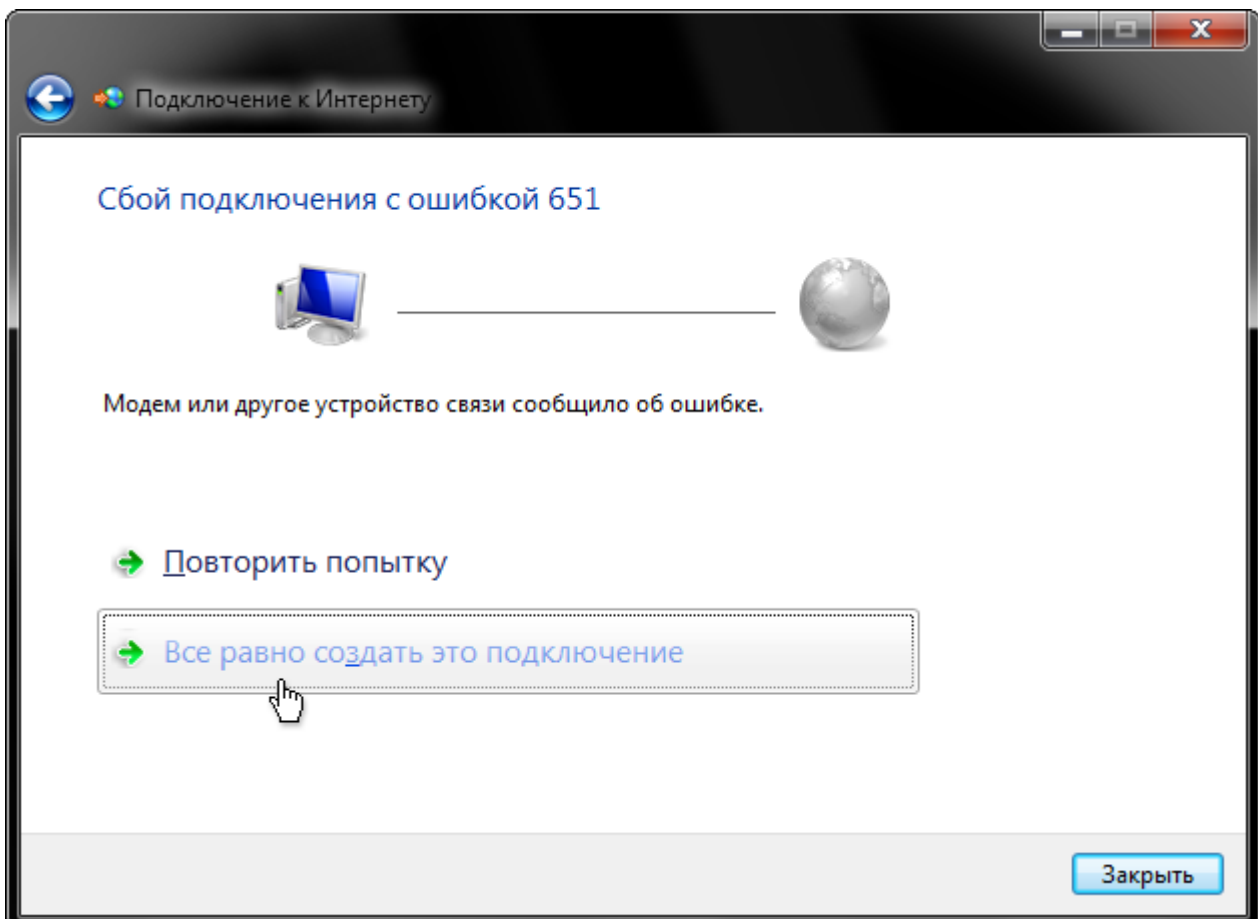 Подключение к Интернету
Сбой подключения с ошибкой 651
Модем или другое устройство связи сообщило об ошибке.
Повторить попытку
Все равно создать это подключение
Закрыть